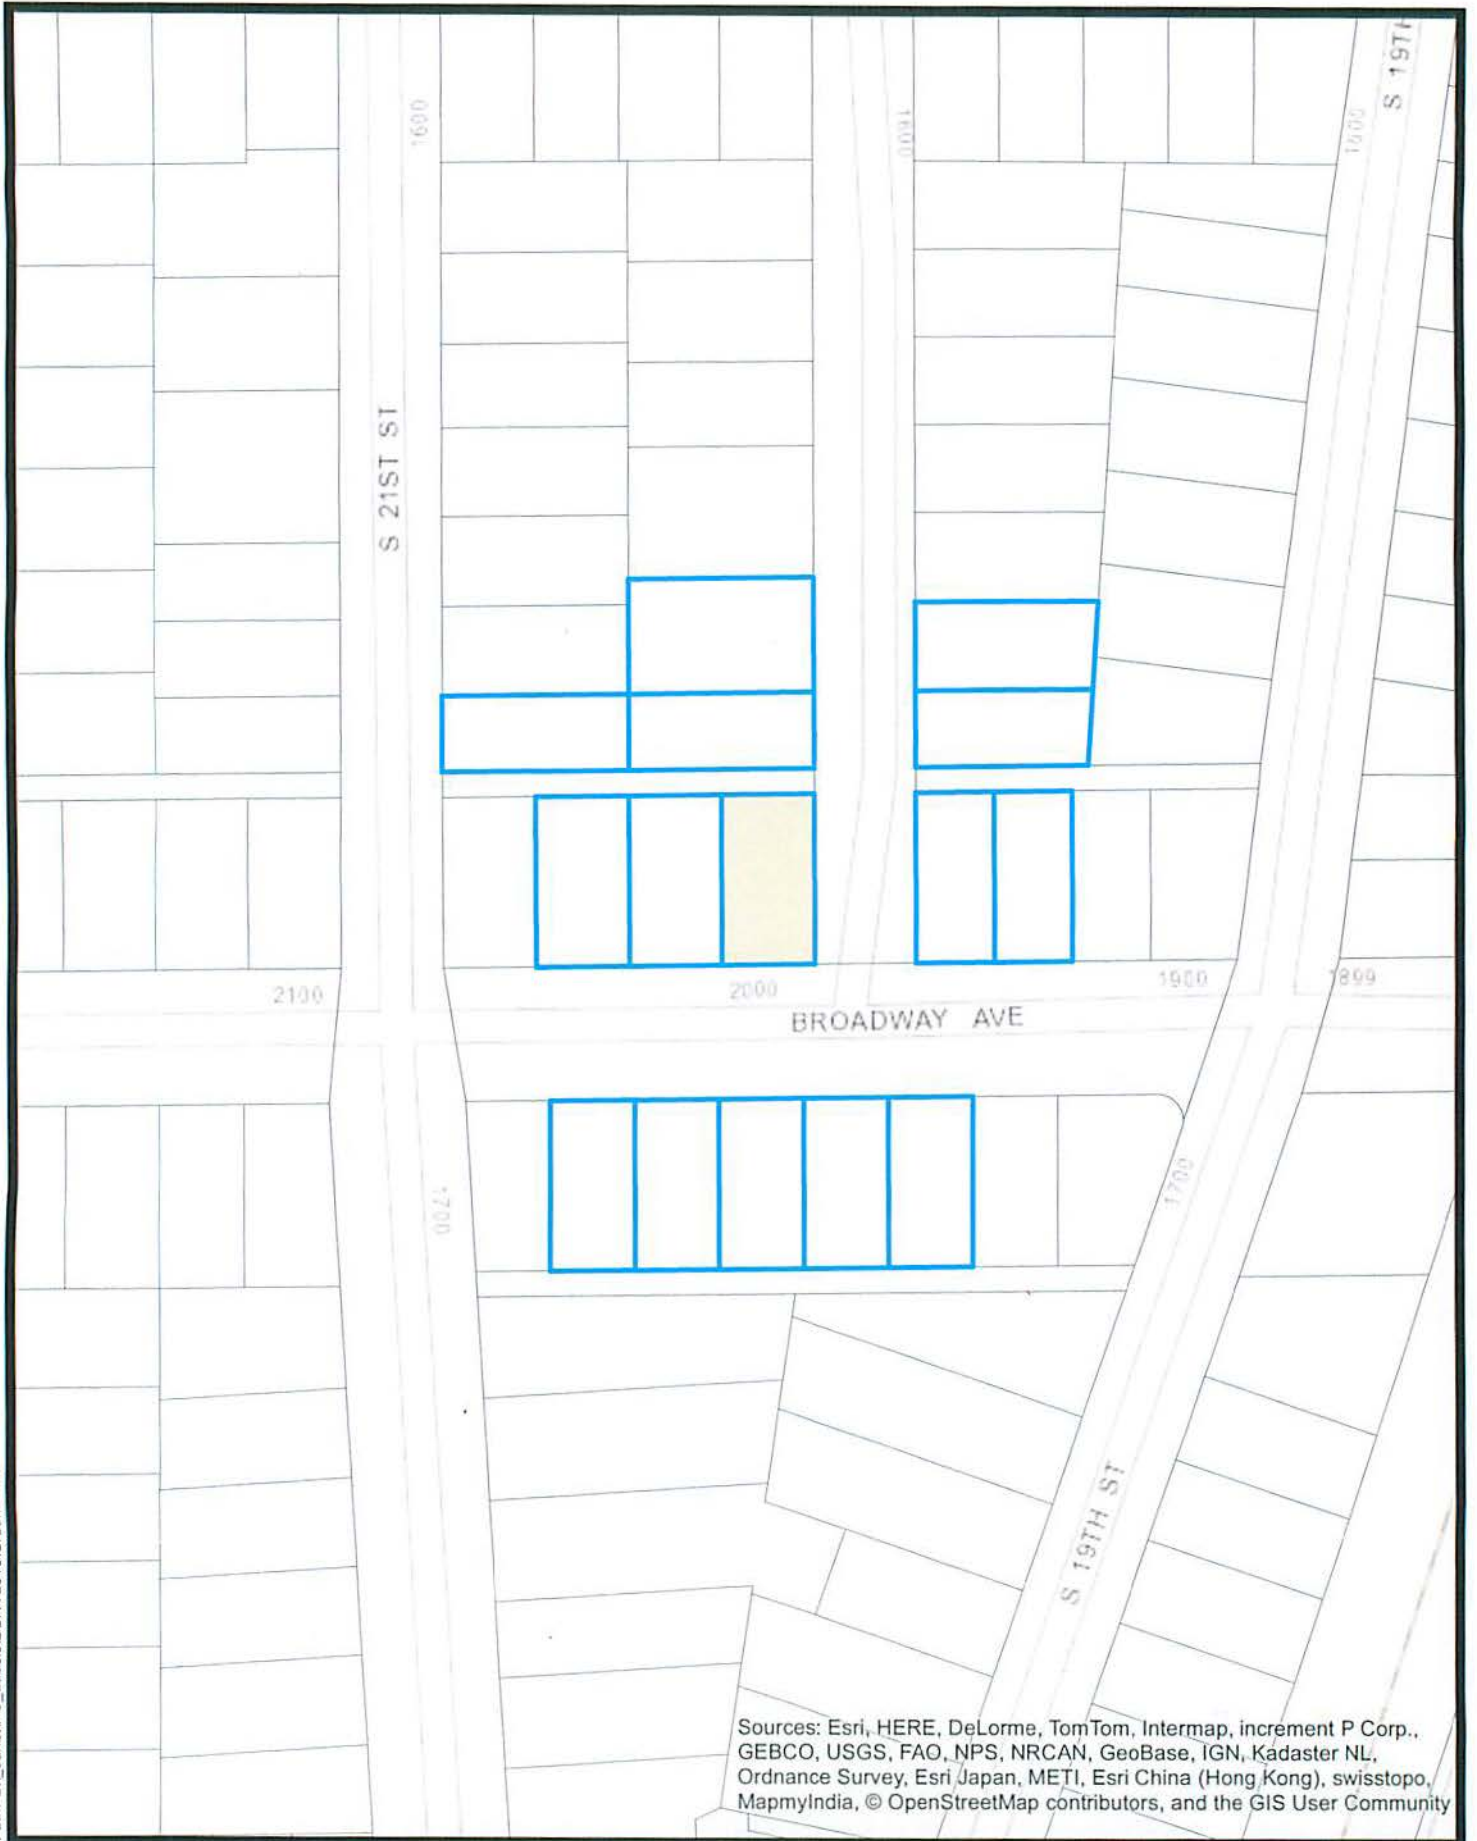 S 19TH
1600
1600
1600
S 21ST ST
2100
2000
1900
1899
BROADWAY AVE
1700
1700
S 19TH ST
Sources: Esri, HERE, DeLorme, TomTom, Intermap, increment P Corp.,
GEBCO, USGS, FAO, NPS, NRCAN, GeoBase, IGN, Kadaster NL,
Ordnance Survey, Esri Japan, METI, Esri China (Hong Kong), swisstopo,
MapmyIndia, © OpenStreetMap contributors, and the GIS User Community